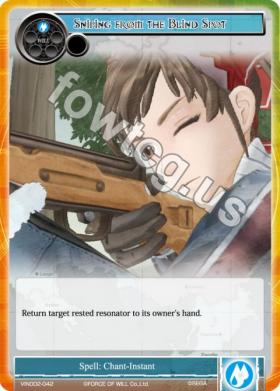 Sniping from the Blind Spot
WILL
fowtcg.us
Return target rested resonator to its owner's hand.
Spell: Chant-Instant
VIN002-042
©FORCE OF WILL Co.,Ltd.
©SEGA